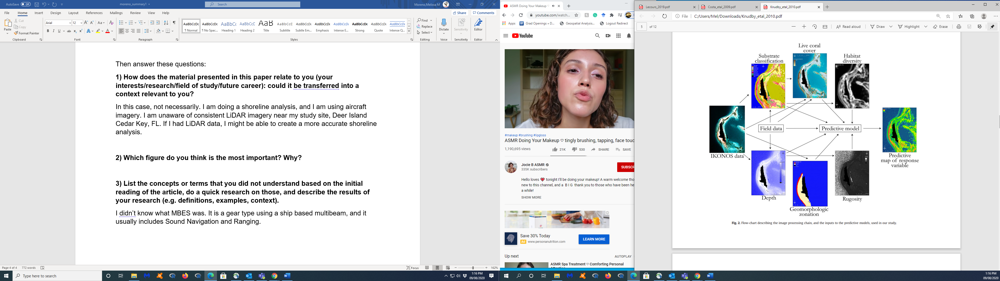 AutoSave Off
moreno_summary1
Search
Moreno,Melissa M
File Home Insert Design Layout References Mailings Review View Help
Share Comments
Paste
Cut
Copy
Format Painter
Clipboard
Arial 12
Font
Paragraph
AaBbCcDc AaBbCcDc AaBbCc AaBbCcE AaB AaBbCcD AaBbCcDc AaBbCcDc AaBbCcDc AaBbCcDc AaBbCcDc AaBbCcDc
¶ Normal ¶ No Spac... Heading 1 Heading 2 Title Subtitle Subtle Em... Emphasis Intense E... Strong Quote Intense Q...
Styles
Find
Replace
Select
Editing
Dictate
Voice
Sensitivity
Sensitivity
Editor
Editor
Then answer these questions:
1) How does the material presented in this paper relate to you (your
interests/research/field of study/future career): could it be transferred into a
context relevant to you?
In this case, not necessarily. I am doing a shoreline analysis, and I am using aircraft
imagery. I am unaware of consistent LiDAR imagery near my study site, Deer Island
Cedar Key, FL. If I had LiDAR data, I might be able to create a more accurate shoreline
analysis.
2) Which figure do you think is the most important? Why?
3) List the concepts or terms that you did not understand based on the initial
reading of the article, do a quick research on those, and describe the results of
your research (e.g. definitions, examples, context).
I didn't know what MBES was. It is a gear type using a ship based multibeam, and it
usually includes Sound Navigation and Ranging.
Page 4 of 4 772 words
Focus
162%
Type here to search
1:16 PM
09/08/2020
ASMR Doing Your Makeup
youtube.com/watch...
Apps Grad Openings » D... Geospatial Analysis... Logout Redirect
YouTube
#makeup #brushing #lipgloss
ASMR Doing Your Makeup ♡ tingly brushing, tapping, face touc
1,190,695 views
21K 530 SHARE SAVE
Jocie B ASMR
335K subscribers
SUBSCR
Hello loves ❤ tonight I'll be doing your makeup! A warm welcome tho
new to this channel, and a B I G thank you to those who have been he
a while!
SHOW MORE
Save 30% Today
Ad www.personanutrition.com
LEARN MORE
Up next
AUTOPLAY
ASMR Spa Treatment ♡ Comforting Personal
Lecours_2019.pdf Costa_etal_2009.pdf Knudby_etal_2010.pdf
File C:/Users/Mel/Downloads/Knudby_etal_2010.pdf
5 of 12
Read aloud Draw Highlight Erase
Live coral
cover
Substrate
classification
Habitat
diversity
Field data
Predictive model
IKONOS data
Predictive
map of response
variable
Depth
Rugosity
Geomorphologic
zonation
Fig. 2. Flow-chart describing the image processing chain, and the inputs to the predictive models, used in our study.
1:16 PM
09/08/2020